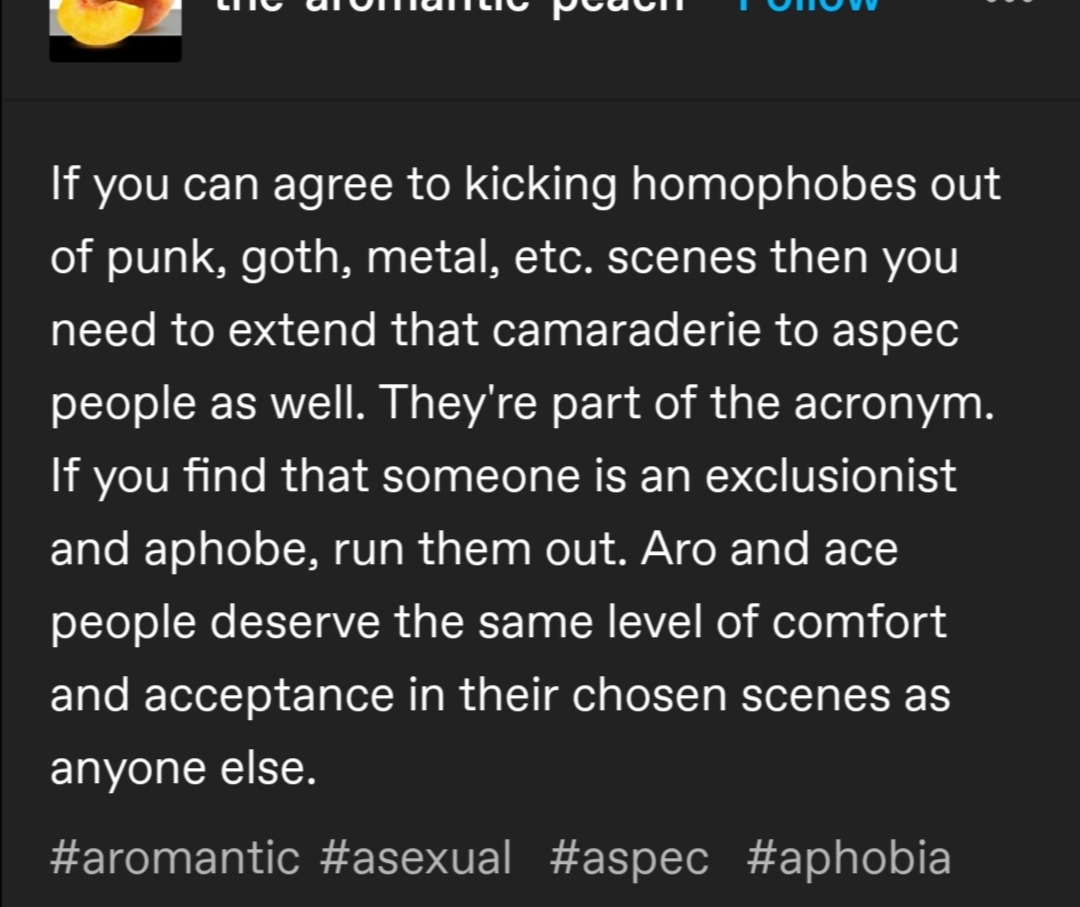 the-aromantic-peach Follow
If you can agree to kicking homophobes out
of punk, goth, metal, etc. scenes then you
need to extend that camaraderie to aspec
people as well. They're part of the acronym.
If you find that someone is an exclusionist
and aphobe, run them out. Aro and ace
people deserve the same level of comfort
and acceptance in their chosen scenes as
anyone else.
#aromantic #asexual #aspec #aphobia